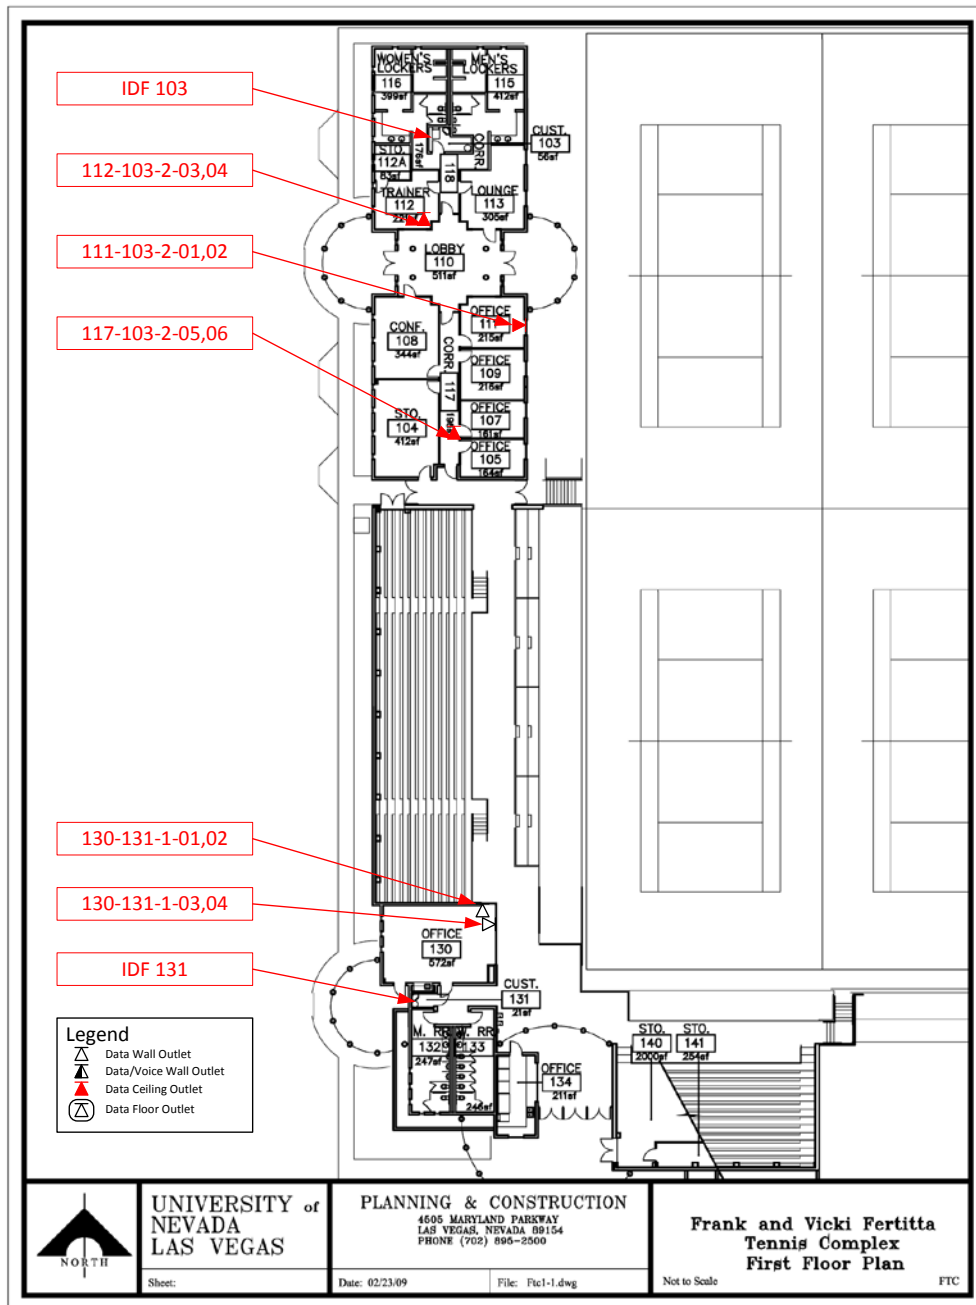 WOMEN'S
LOCKERS
116
399sf
MEN'S
LOCKERS
115
412sf
IDF 103
CUST.
103
56sf
STO.
112A
83sf
176sf
CORR.
118
112-103-2-03,04
TRAINER
112
LOUNGE
113
305sf
LOBBY
110
511sf
111-103-2-01,02
OFFICE
111
215sf
117-103-2-05,06
CONF.
108
344sf
CORR.
117
OFFICE
109
216sf
STO.
104
412sf
OFFICE
107
161sf
OFFICE
105
164sf
130-131-1-01,02
130-131-1-03,04
OFFICE
130
572sf
IDF 131
CUST.
131
21sf
M. RR
132
247sf
W. RR
133
246sf
OFFICE
134
211sf
STO.
140
2000sf
STO.
141
254sf
Legend
Data Wall Outlet
Data/Voice Wall Outlet
Data Ceiling Outlet
Data Floor Outlet
NORTH
UNIVERSITY of
NEVADA
LAS VEGAS
Sheet:
PLANNING & CONSTRUCTION
4505 MARYLAND PARKWAY
LAS VEGAS, NEVADA 89154
PHONE (702) 895-2500
Date: 02/23/09
File: Ftc1-1.dwg
Frank and Vicki Fertitta
Tennis Complex
First Floor Plan
Not to Scale
FTC